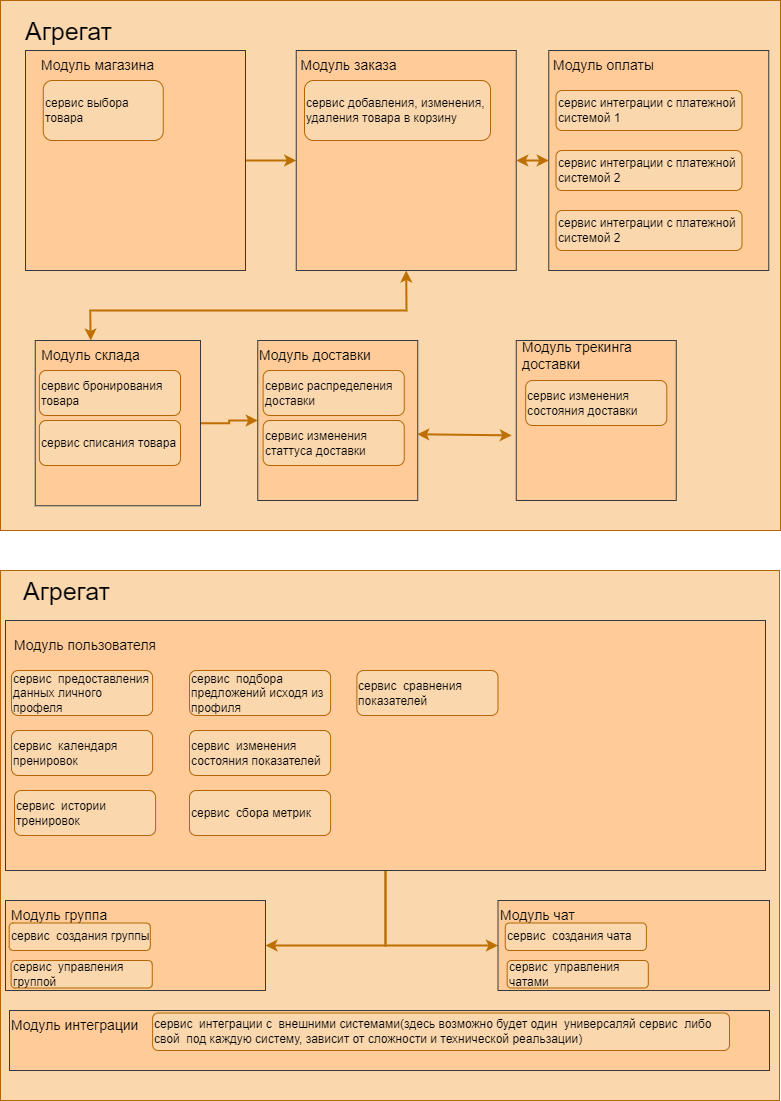 Агрегат
Модуль магазина
сервис выбора
товара
Модуль заказа
сервис добавления, изменения,
удаления товара в корзину
Модуль оплаты
сервис интеграции с платежной
системой 1
сервис интеграции с платежной
системой 2
сервис интеграции с платежной
системой 2
Модуль склада
сервис бронирования
товара
сервис списания товара
Модуль доставки
сервис распределения
доставки
сервис изменения
статтуса доставки
Модуль трекинга
доставки
сервис изменения
состояния доставки
Агрегат
Модуль пользователя
сервис предоставления
данных личного
профеля
сервис подбора
предложений исходя из
профиля
сервис сравнения
показателей
сервис календаря
пренировок
сервис изменения
состояния показателей
сервис истории
тренировок
сервис сбора метрик
Модуль группа
сервис создания группы
сервис управления
группой
Модуль чат
сервис создания чата
сервис управления
чатами
Модуль интеграции
сервис интеграции с внешними системами(здесь возможно будет один универсаляй сервис либо
свой под каждую систему, зависит от сложности и технической реальзации)